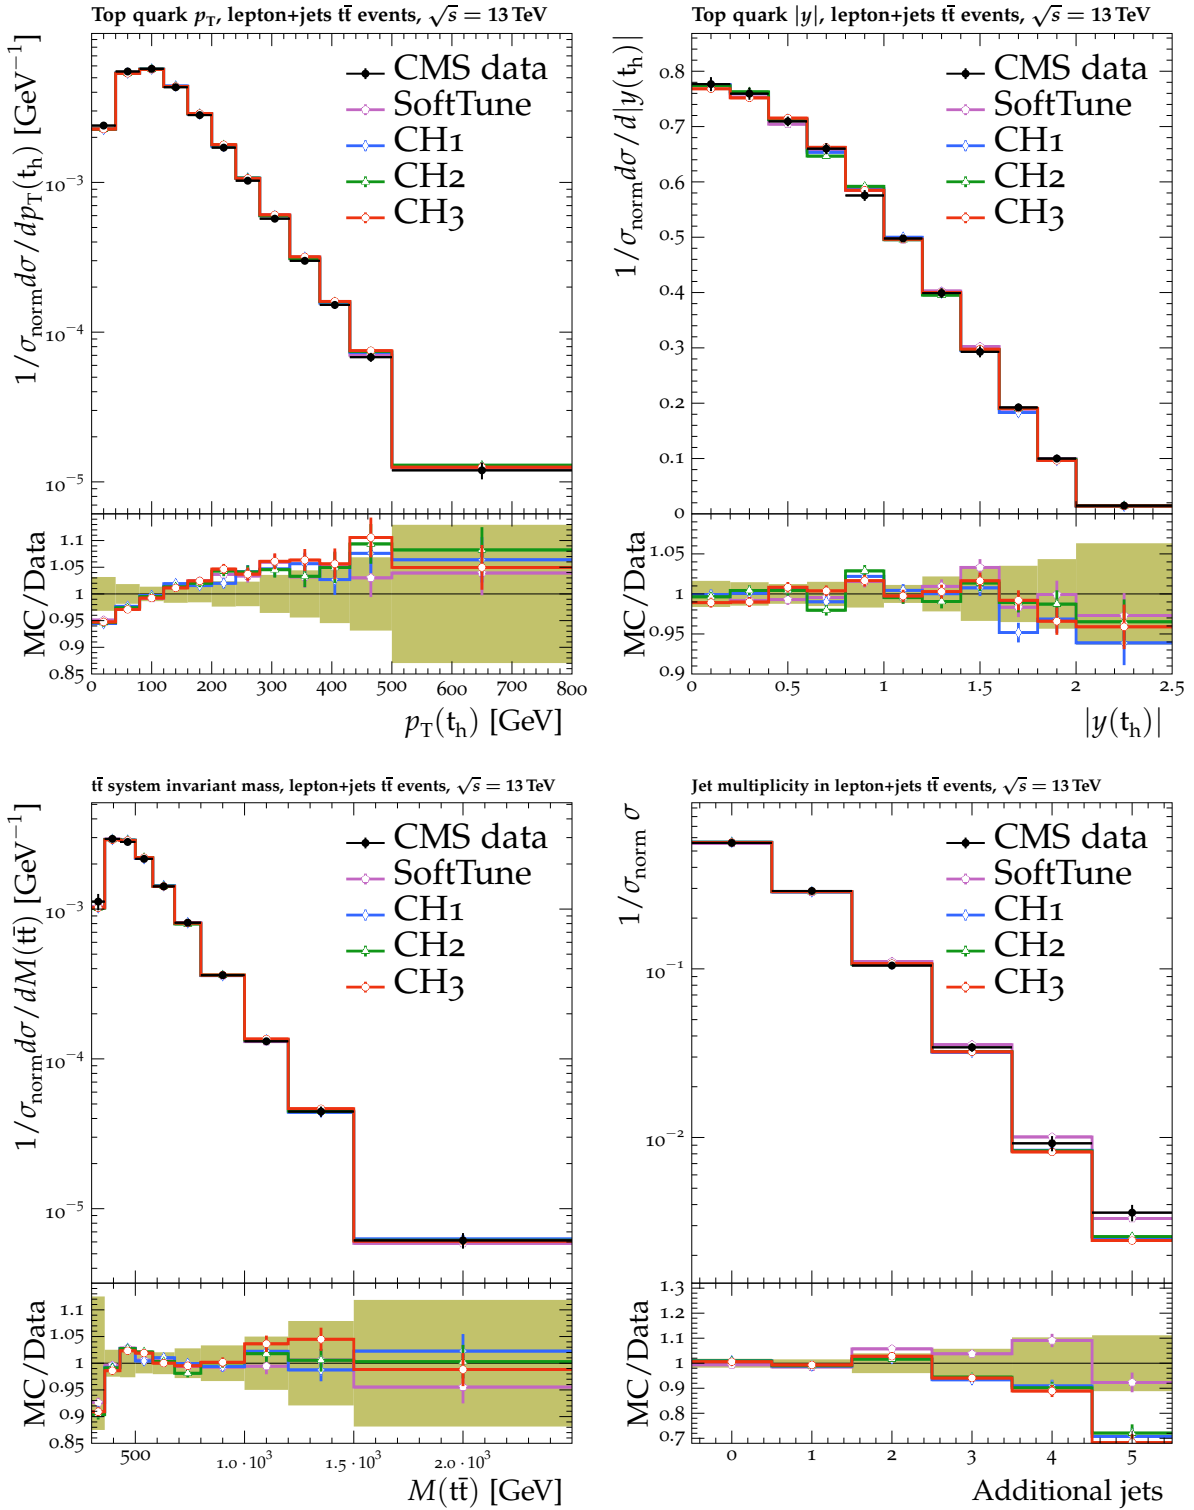 Top quark p_T, lepton+jets tt̄ events, √s = 13 TeV
1/σ_norm dσ/dp_T(t_h) [GeV⁻¹]
10⁻³
10⁻⁴
10⁻⁵
CMS data
SoftTune
CH1
CH2
CH3
MC/Data
1.1
1.05
1
0.95
0.9
0.85
0 100 200 300 400 500 600 700 800
p_T(t_h) [GeV]
Top quark |y|, lepton+jets tt̄ events, √s = 13 TeV
1/σ_norm dσ/d|y(t_h)|
0.8
0.7
0.6
0.5
0.4
0.3
0.2
0.1
0
CMS data
SoftTune
CH1
CH2
CH3
MC/Data
1.05
1
0.95
0.9
0 0.5 1 1.5 2 2.5
|y(t_h)|
tt̄ system invariant mass, lepton+jets tt̄ events, √s = 13 TeV
1/σ_norm dσ/dM(tt̄) [GeV⁻¹]
10⁻³
10⁻⁴
10⁻⁵
CMS data
SoftTune
CH1
CH2
CH3
MC/Data
1.1
1.05
1
0.95
0.9
0.85
500 1.0 · 10³ 1.5 · 10³ 2.0 · 10³
M(tt̄) [GeV]
Jet multiplicity in lepton+jets tt̄ events, √s = 13 TeV
1/σ_norm σ
10⁻¹
10⁻²
CMS data
SoftTune
CH1
CH2
CH3
MC/Data
1.3
1.2
1.1
1
0.9
0.8
0.7
0 1 2 3 4 5
Additional jets